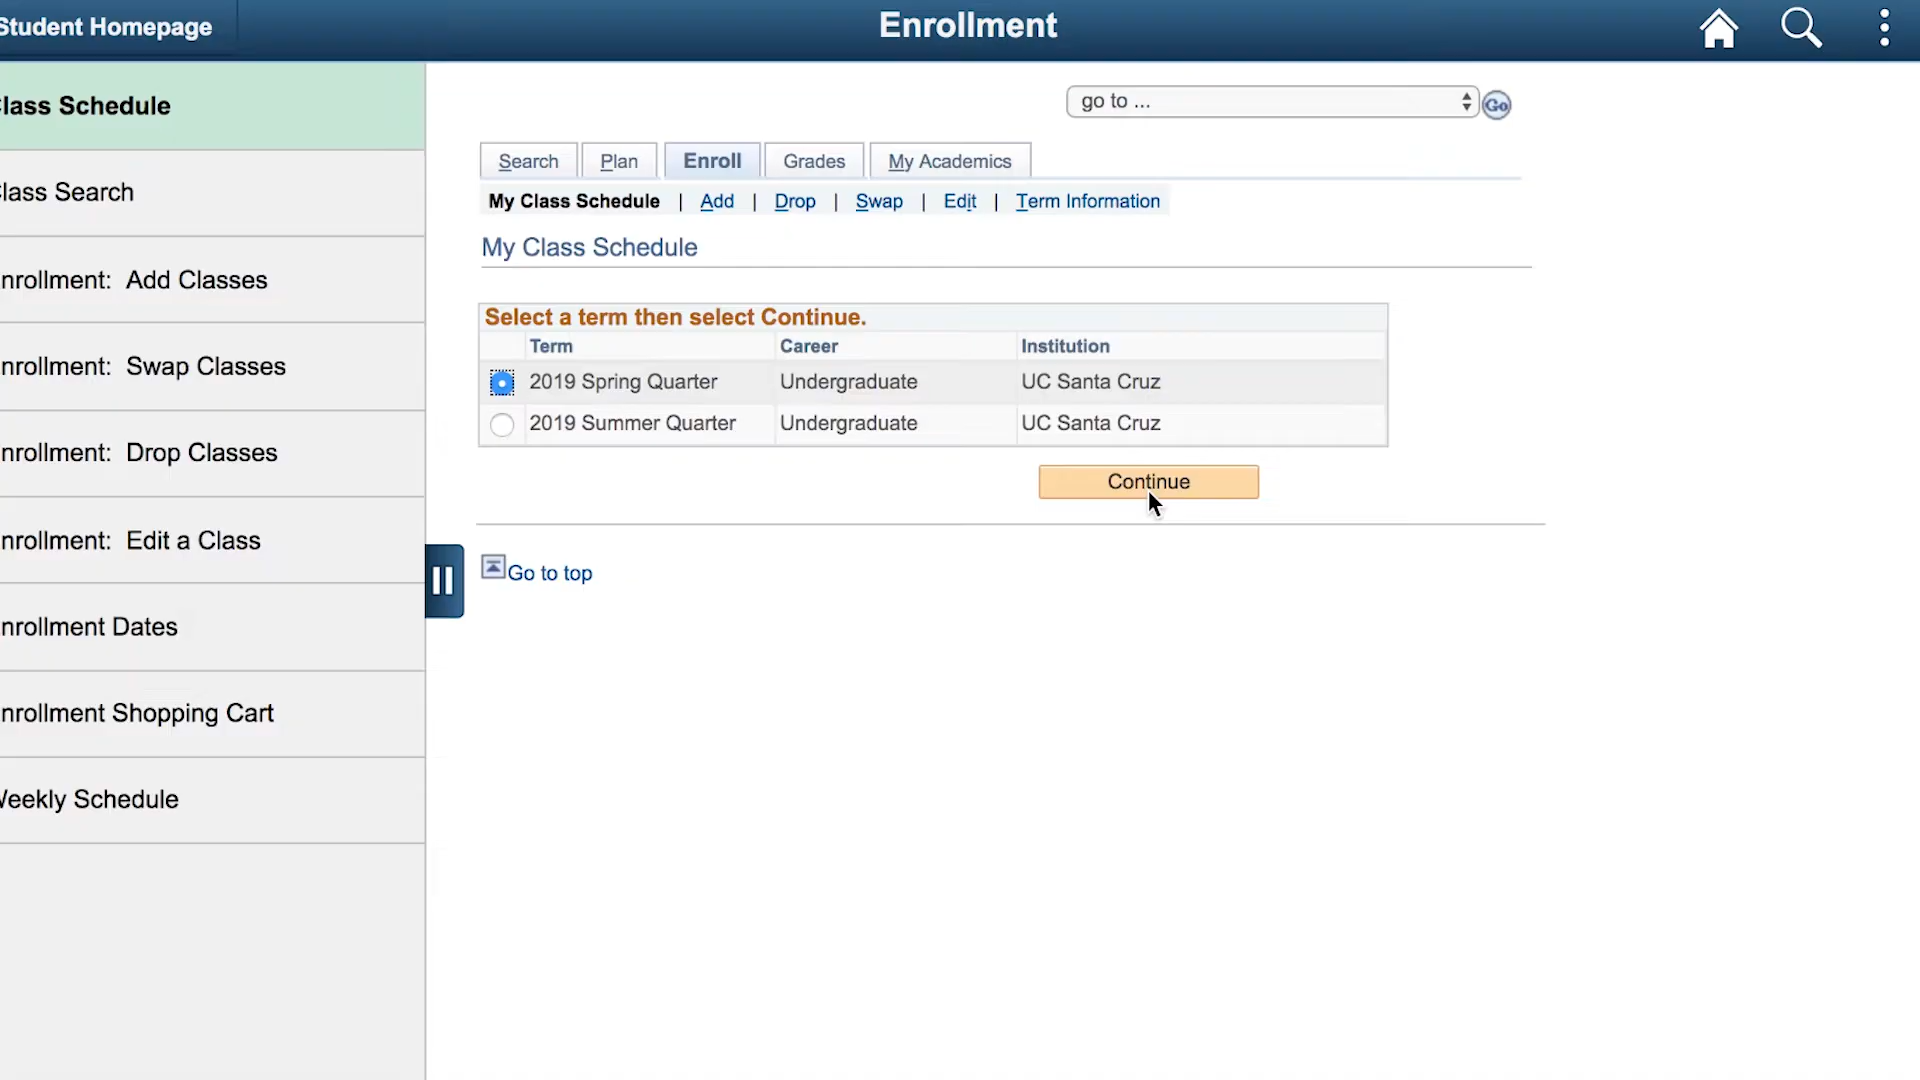 Student Homepage
Enrollment
lass Schedule
lass Search
nrollment: Add Classes
nrollment: Swap Classes
nrollment: Drop Classes
nrollment: Edit a Class
nrollment Dates
nrollment Shopping Cart
eekly Schedule
go to ...
Go
Search Plan Enroll Grades My Academics
My Class Schedule | Add | Drop | Swap | Edit | Term Information
My Class Schedule
Select a term then select Continue.
Term Career Institution
2019 Spring Quarter Undergraduate UC Santa Cruz
2019 Summer Quarter Undergraduate UC Santa Cruz
Continue
Go to top